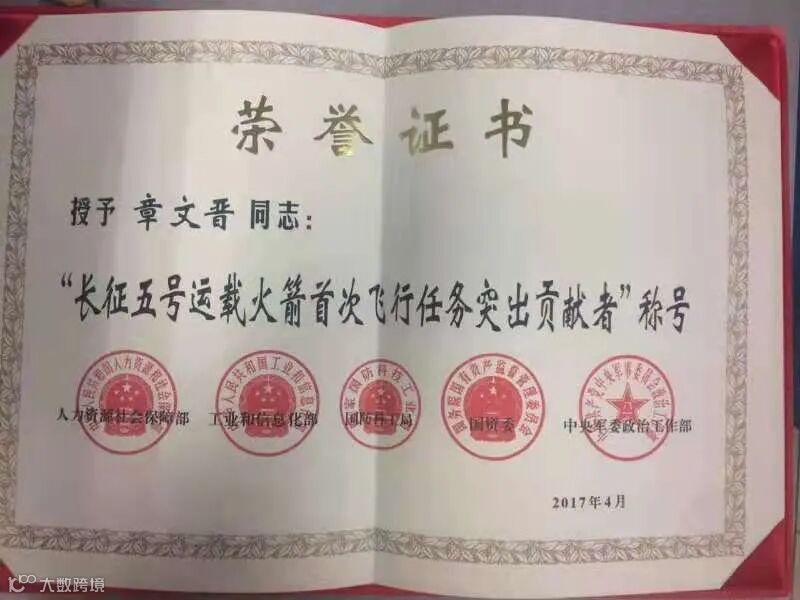 荣誉证书
授予 章文晋 同志：
“长征五号运载火箭首次飞行任务突出贡献者”称号
人力资源社会保障部 工业和信息化部 国防科工局 国资委 中央军委政治工作部
2017年4月
大数跨境